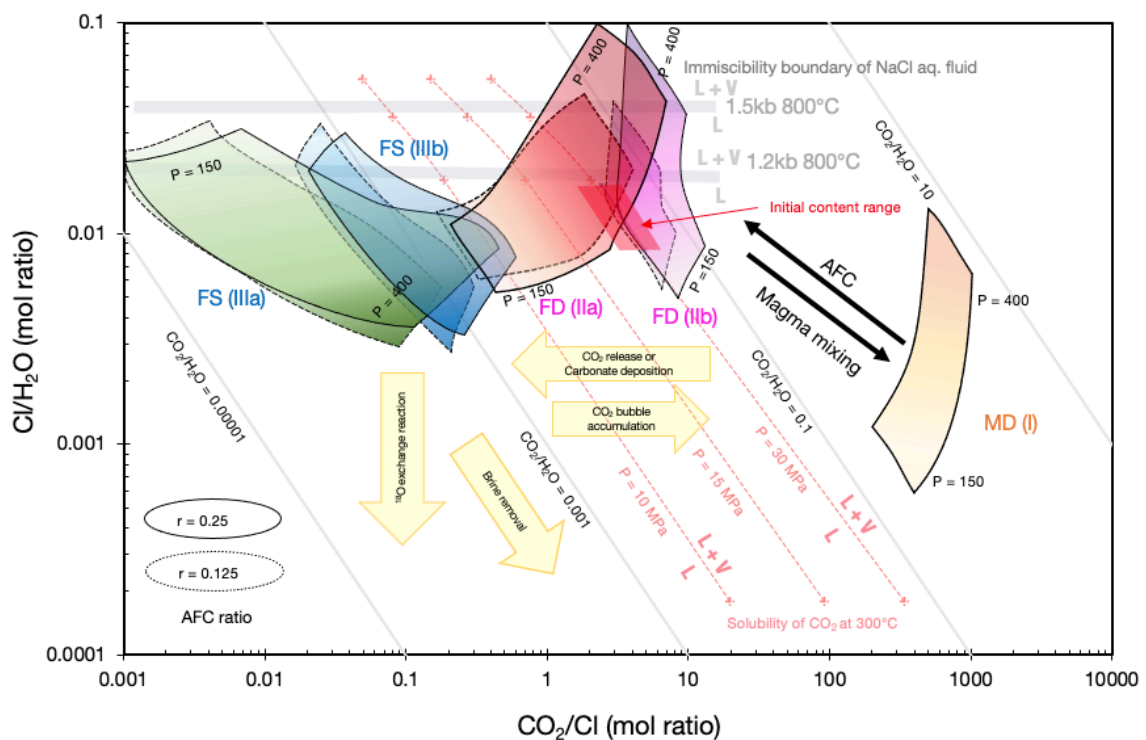 0.1
0.01
0.001
0.0001
Cl/H₂O (mol ratio)
0.001
0.01
0.1
1
10
100
1000
10000
CO₂/Cl (mol ratio)
Immiscibility boundary of NaCl aq. fluid
L + V
1.5kb 800°C
L
L + V
1.2kb 800°C
L
P = 400
P = 400
P = 150
FS (IIIb)
CO₂/H₂O = 10
Initial content range
FS (IIIa)
P = 400
P = 150
FD (IIa)
P = 150
FD (IIb)
AFC
Magma mixing
P = 400
MD (I)
P = 150
CO₂/H₂O = 0.00001
CO₂/H₂O = 0.001
CO₂/H₂O = 0.1
CO₂ release or
Carbonate deposition
CO₂ bubble
accumulation
¹⁸O exchange reaction
Brine removal
P = 10 MPa
P = 15 MPa
P = 30 MPa
L + V
L
L + V
L
Solubility of CO₂ at 300°C
r = 0.25
r = 0.125
AFC ratio